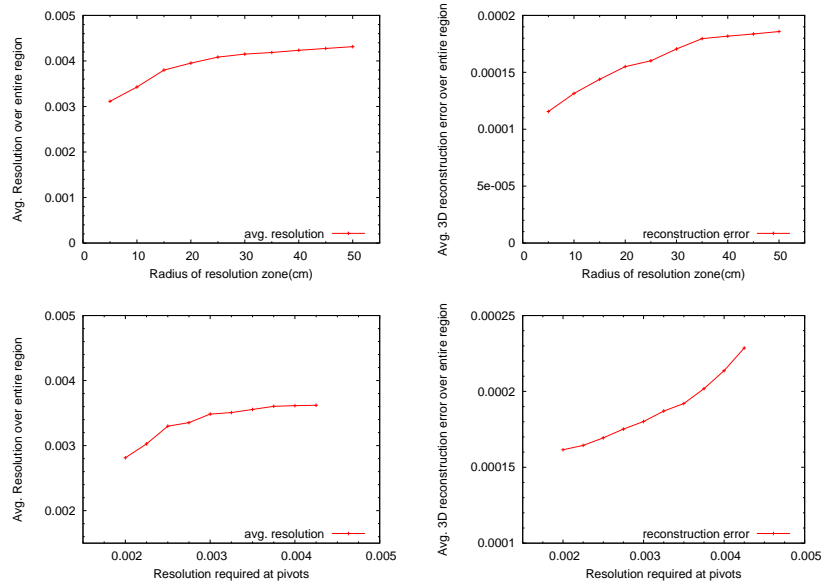 Avg. Resolution over entire region
0.005
0.004
0.003
0.002
0.001
0
avg. resolution
0 10 20 30 40 50
Radius of resolution zone(cm)
Avg. 3D reconstruction error over entire region
0.0002
0.00015
0.0001
5e-005
0
reconstruction error
0 10 20 30 40 50
Radius of resolution zone(cm)
Avg. Resolution over entire region
0.005
0.004
0.003
0.002
avg. resolution
0.002 0.003 0.004 0.005
Resolution required at pivots
Avg. 3D reconstruction error over entire region
0.00025
0.0002
0.00015
0.0001
reconstruction error
0.002 0.003 0.004 0.005
Resolution required at pivots